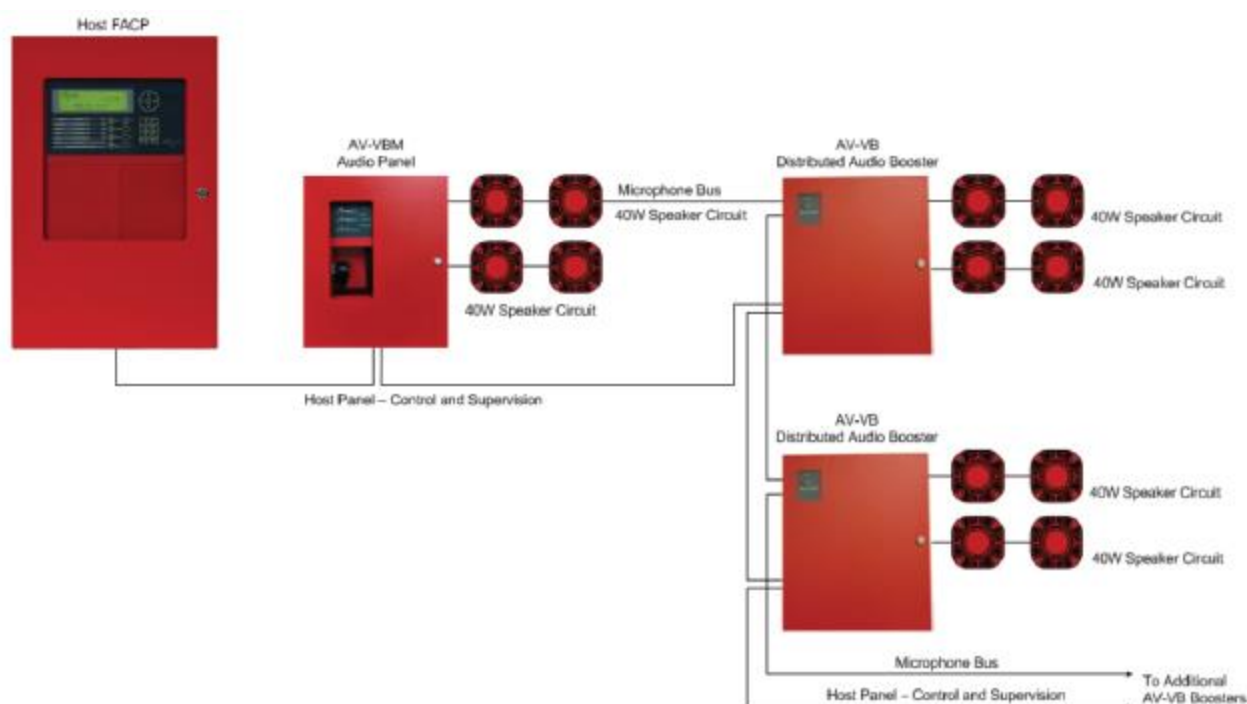 Host FACP
AV-VBM
Audio Panel
Microphone Bus
40W Speaker Circuit
40W Speaker Circuit
Host Panel – Control and Supervision
AV-VB
Distributed Audio Booster
40W Speaker Circuit
40W Speaker Circuit
AV-VB
Distributed Audio Booster
40W Speaker Circuit
40W Speaker Circuit
Microphone Bus
To Additional
AV-VB Boosters
Host Panel – Control and Supervision